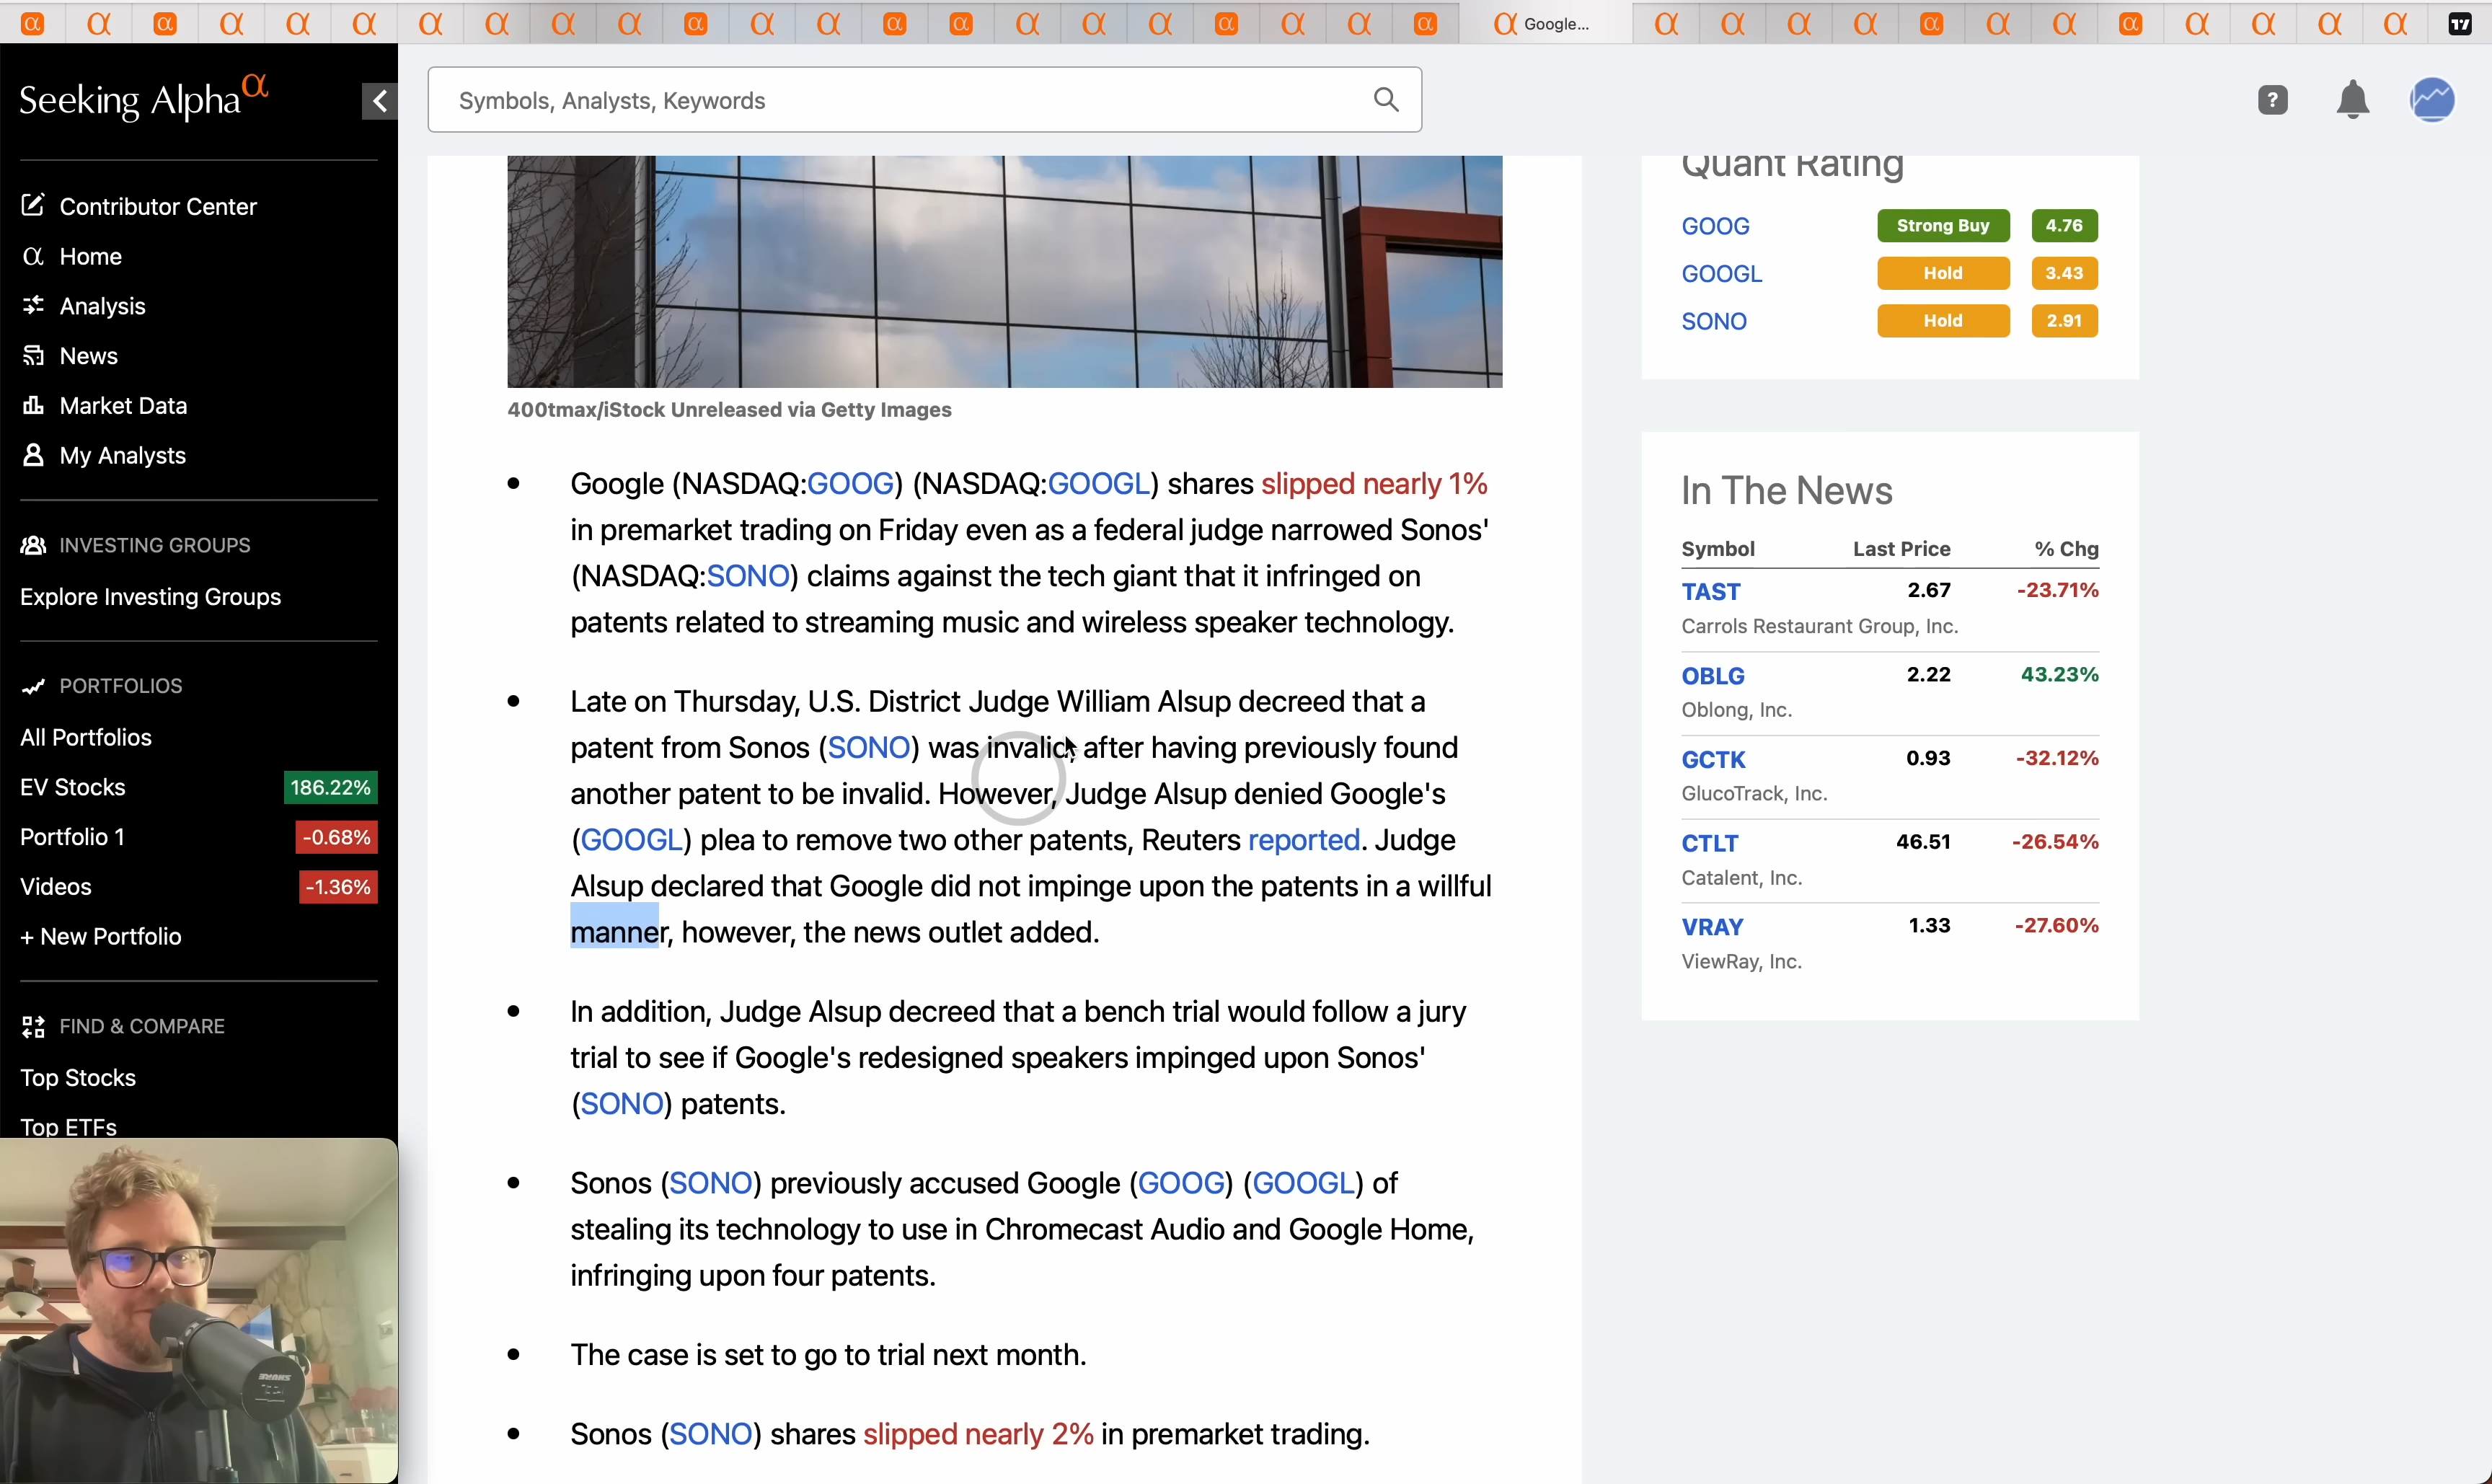 Google...
Seeking Alpha α
Symbols, Analysts, Keywords
?
Contributor Center
Home
Analysis
News
Market Data
My Analysts
INVESTING GROUPS
Explore Investing Groups
PORTFOLIOS
All Portfolios
EV Stocks 186.22%
Portfolio 1 -0.68%
Videos -1.36%
+ New Portfolio
FIND & COMPARE
Top Stocks
Top ETFs
400tmax/iStock Unreleased via Getty Images
• Google (NASDAQ:GOOG) (NASDAQ:GOOGL) shares slipped nearly 1%
in premarket trading on Friday even as a federal judge narrowed Sonos'
(NASDAQ:SONO) claims against the tech giant that it infringed on
patents related to streaming music and wireless speaker technology.
• Late on Thursday, U.S. District Judge William Alsup decreed that a
patent from Sonos (SONO) was invalid, after having previously found
another patent to be invalid. However, Judge Alsup denied Google's
(GOOGL) plea to remove two other patents, Reuters reported. Judge
Alsup declared that Google did not impinge upon the patents in a willful
manner, however, the news outlet added.
• In addition, Judge Alsup decreed that a bench trial would follow a jury
trial to see if Google's redesigned speakers impinged upon Sonos'
(SONO) patents.
• Sonos (SONO) previously accused Google (GOOG) (GOOGL) of
stealing its technology to use in Chromecast Audio and Google Home,
infringing upon four patents.
• The case is set to go to trial next month.
• Sonos (SONO) shares slipped nearly 2% in premarket trading.
Quant Rating
GOOG Strong Buy 4.76
GOOGL Hold 3.43
SONO Hold 2.91
In The News
Symbol Last Price % Chg
TAST 2.67 -23.71%
Carrols Restaurant Group, Inc.
OBLG 2.22 43.23%
Oblong, Inc.
GCTK 0.93 -32.12%
GlucoTrack, Inc.
CTLT 46.51 -26.54%
Catalent, Inc.
VRAY 1.33 -27.60%
ViewRay, Inc.